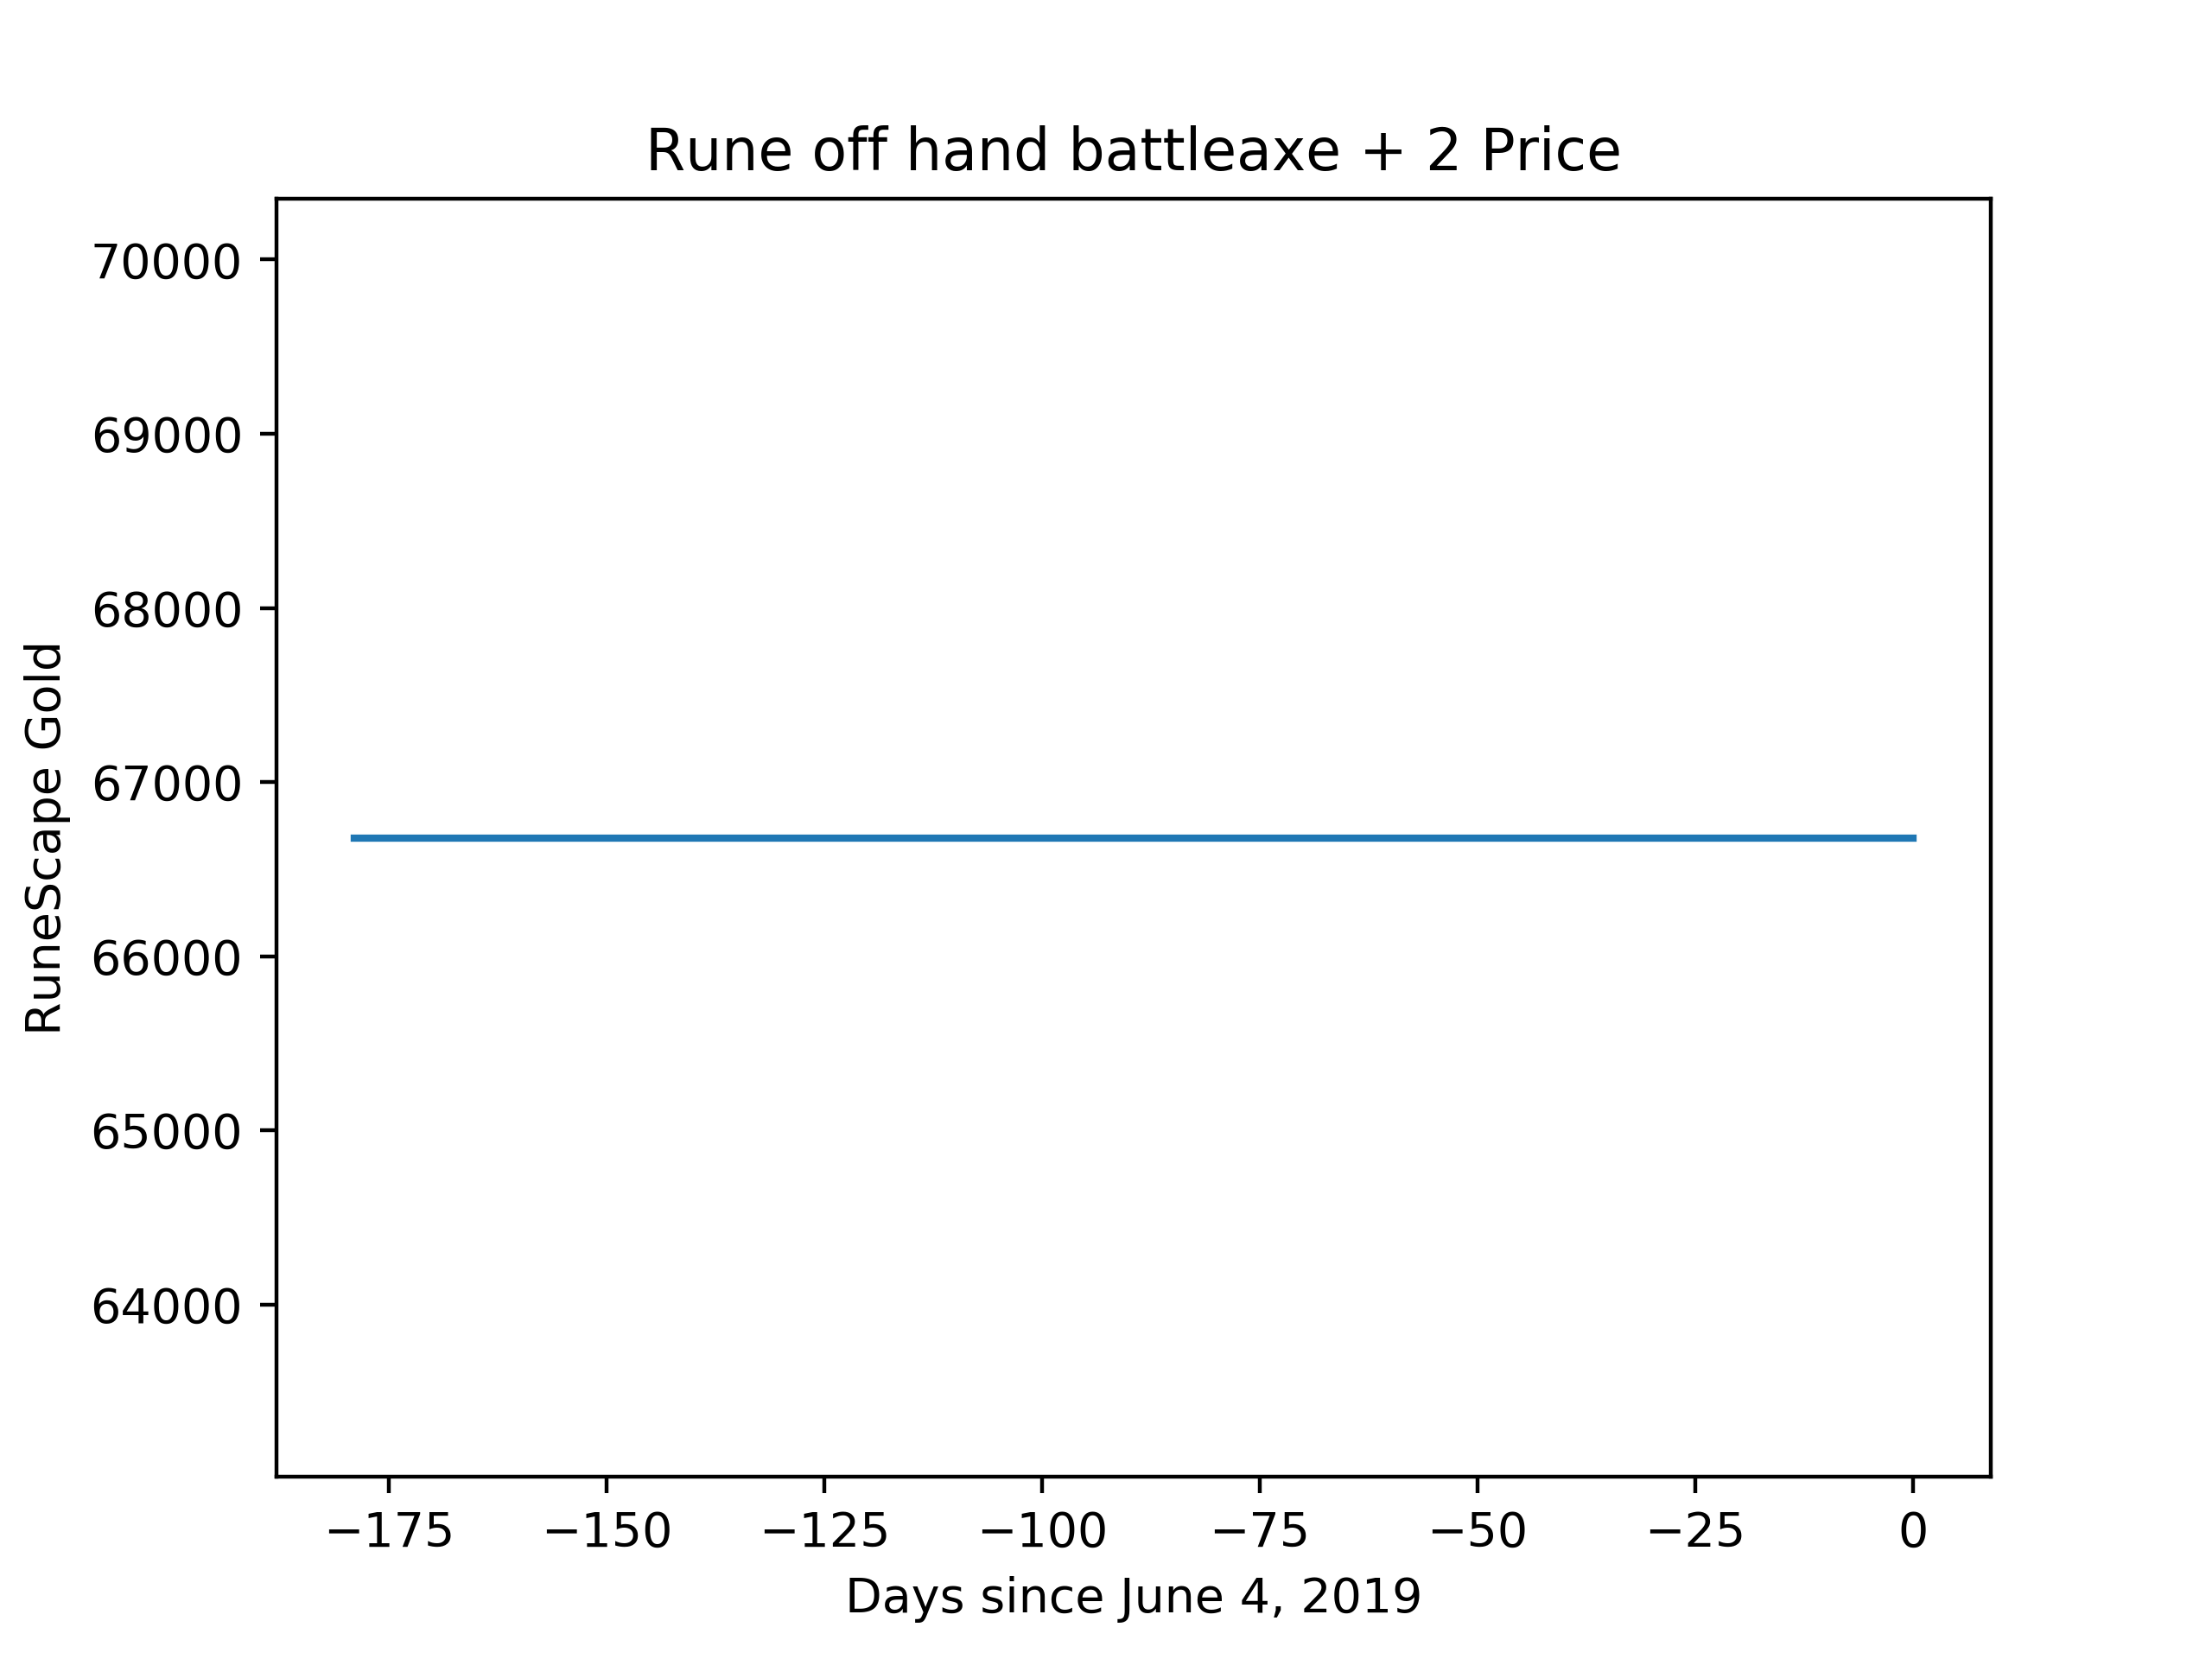 Rune off hand battleaxe + 2 Price
70000
69000
68000
67000
66000
65000
64000
RuneScape Gold
−175 −150 −125 −100 −75 −50 −25 0
Days since June 4, 2019